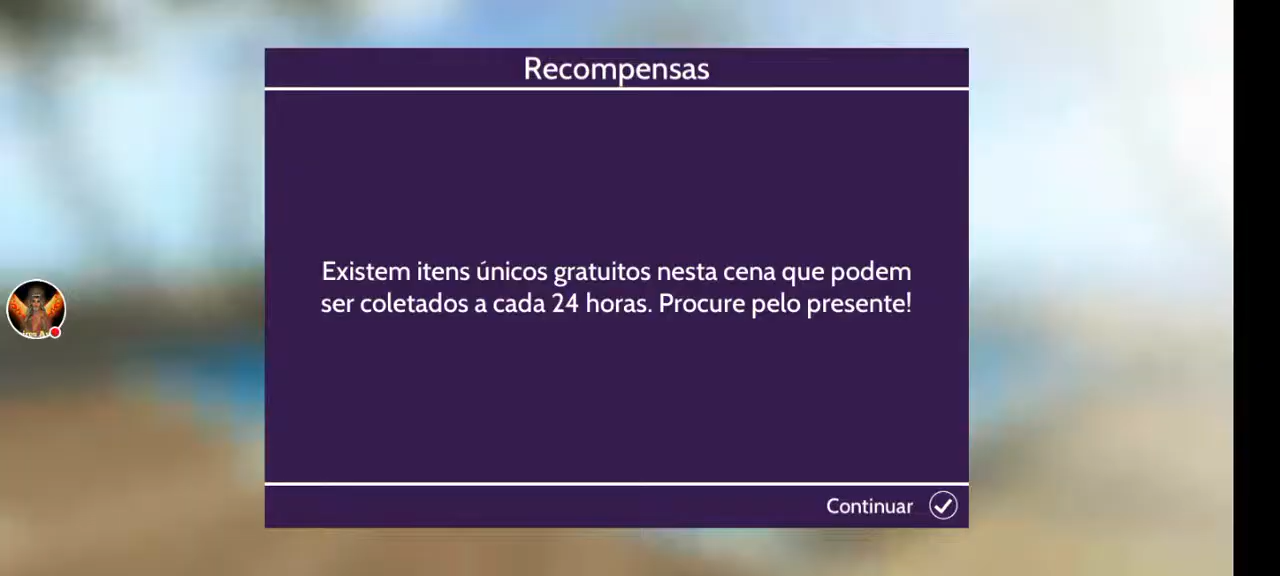 Recompensas
Existem itens únicos gratuitos nesta cena que podem
ser coletados a cada 24 horas. Procure pelo presente!
Continuar